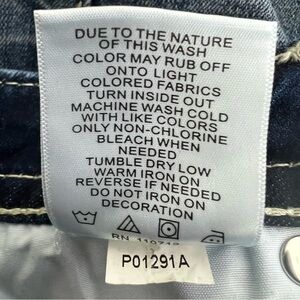 DUE TO THE NATURE
OF THIS WASH
COLOR MAY RUB OFF
ONTO LIGHT
COLORED FABRICS
TURN INSIDE OUT
MACHINE WASH COLD
WITH LIKE COLORS
ONLY NON-CHLORINE
BLEACH WHEN
NEEDED
TUMBLE DRY LOW
WARM IRON ON
REVERSE IF NEEDED
DO NOT IRON ON
DECORATION
RN
P01291A